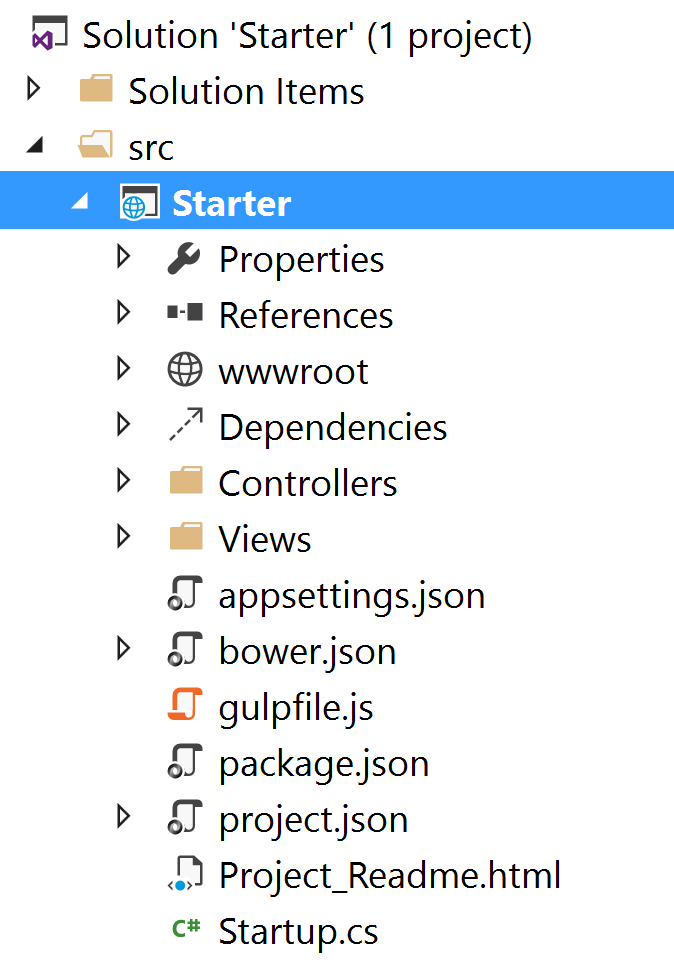 Solution 'Starter' (1 project)
Solution Items
src
Starter
Properties
References
wwwroot
Dependencies
Controllers
Views
appsettings.json
bower.json
gulpfile.js
package.json
project.json
Project_Readme.html
C# Startup.cs